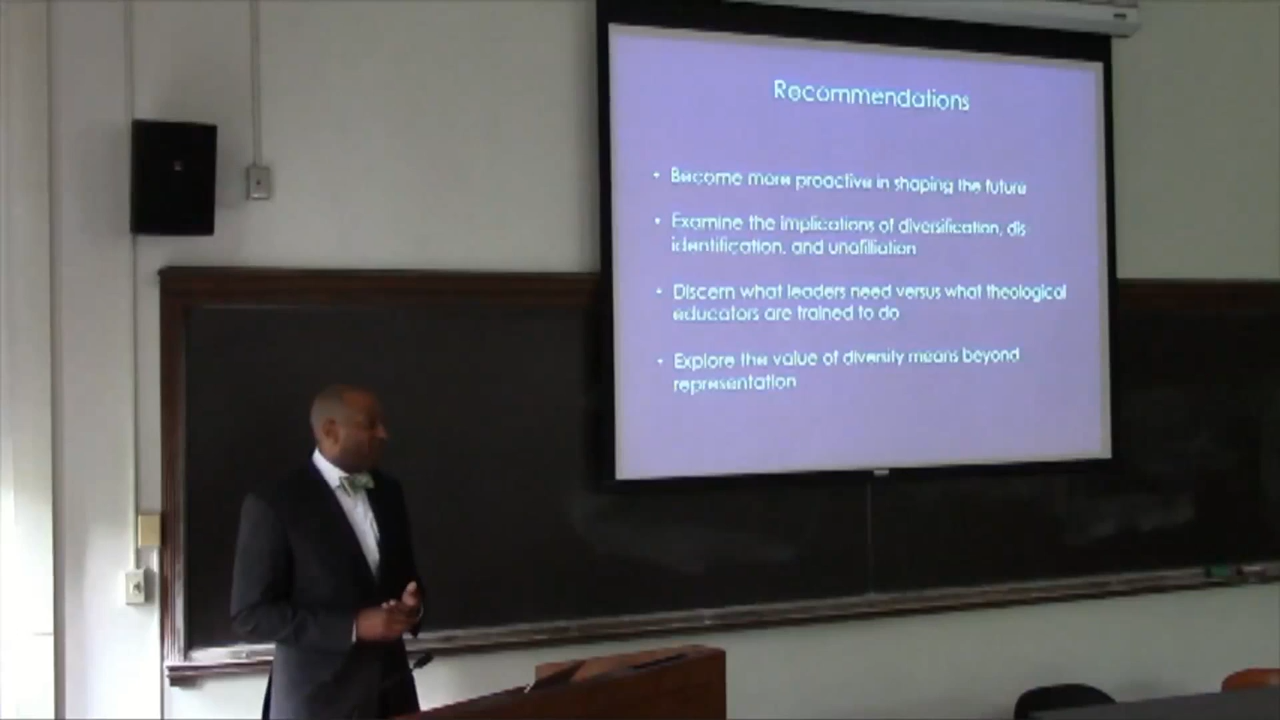 Recommendations
• Become more proactive in shaping the future
• Examine the implications of diversification, dis
identification, and unafilliation
• Discern what leaders need versus what theological
educators are trained to do
• Explore the value of diversity means beyond
representation